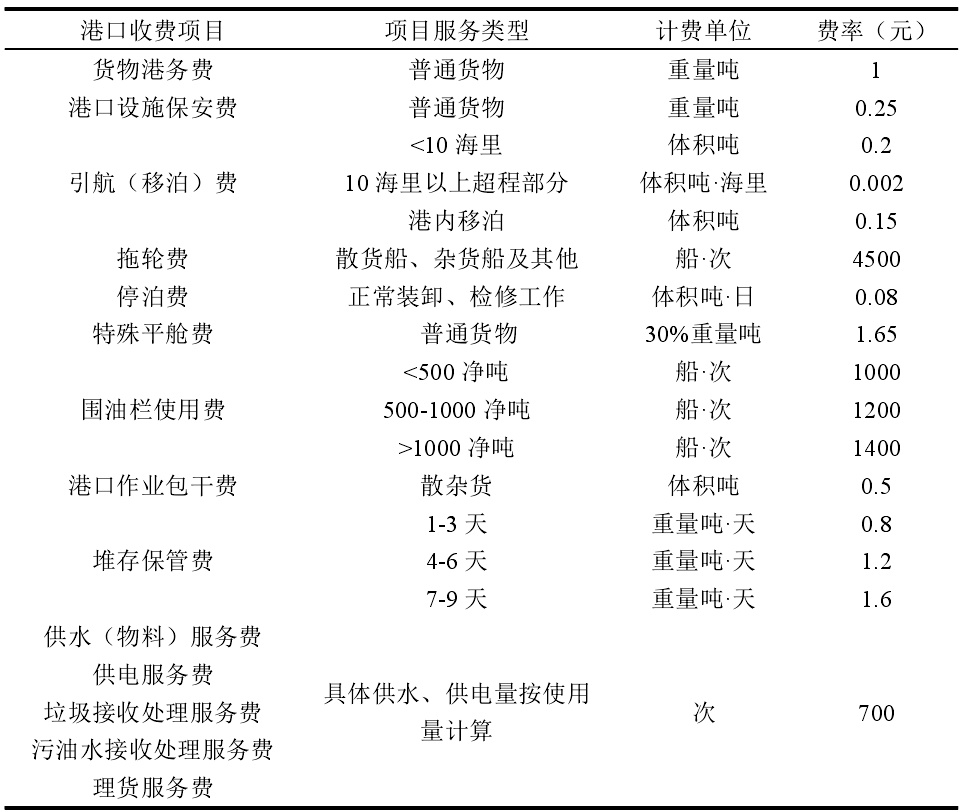 港口收费项目 项目服务类型 计费单位 费率（元）
货物港务费 普通货物 重量吨 1
港口设施保安费 普通货物 重量吨 0.25
<10 海里 体积吨 0.2
引航（移泊）费 10 海里以上超程部分 体积吨·海里 0.002
港内移泊 体积吨 0.15
拖轮费 散货船、杂货船及其他 船·次 4500
停泊费 正常装卸、检修工作 体积吨·日 0.08
特殊平舱费 普通货物 30%重量吨 1.65
<500 净吨 船·次 1000
围油栏使用费 500-1000 净吨 船·次 1200
>1000 净吨 船·次 1400
港口作业包干费 散杂货 体积吨 0.5
1-3 天 重量吨·天 0.8
堆存保管费 4-6 天 重量吨·天 1.2
7-9 天 重量吨·天 1.6
供水（物料）服务费
供电服务费
垃圾接收处理服务费
污油水接收处理服务费
理货服务费
具体供水、供电量按使用
量计算
次
700